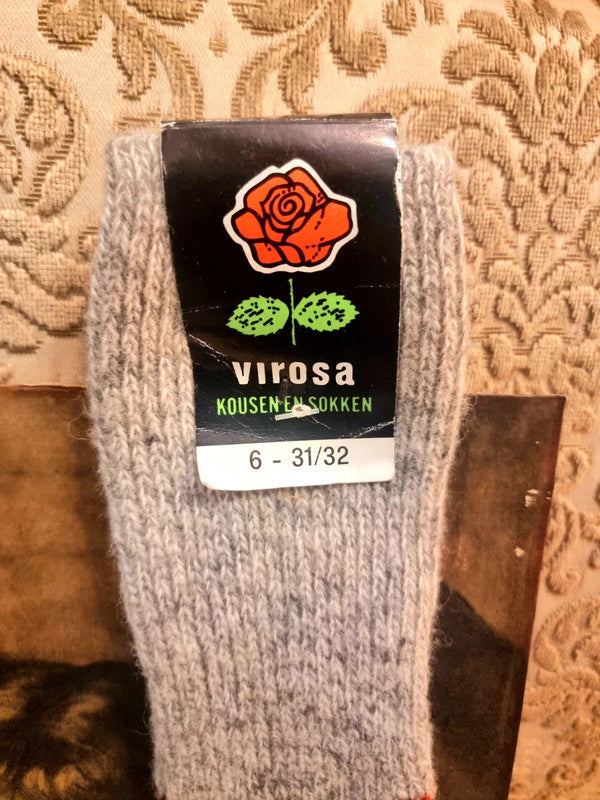 virosa
KOUSEN EN SOKKEN
6 - 31/32